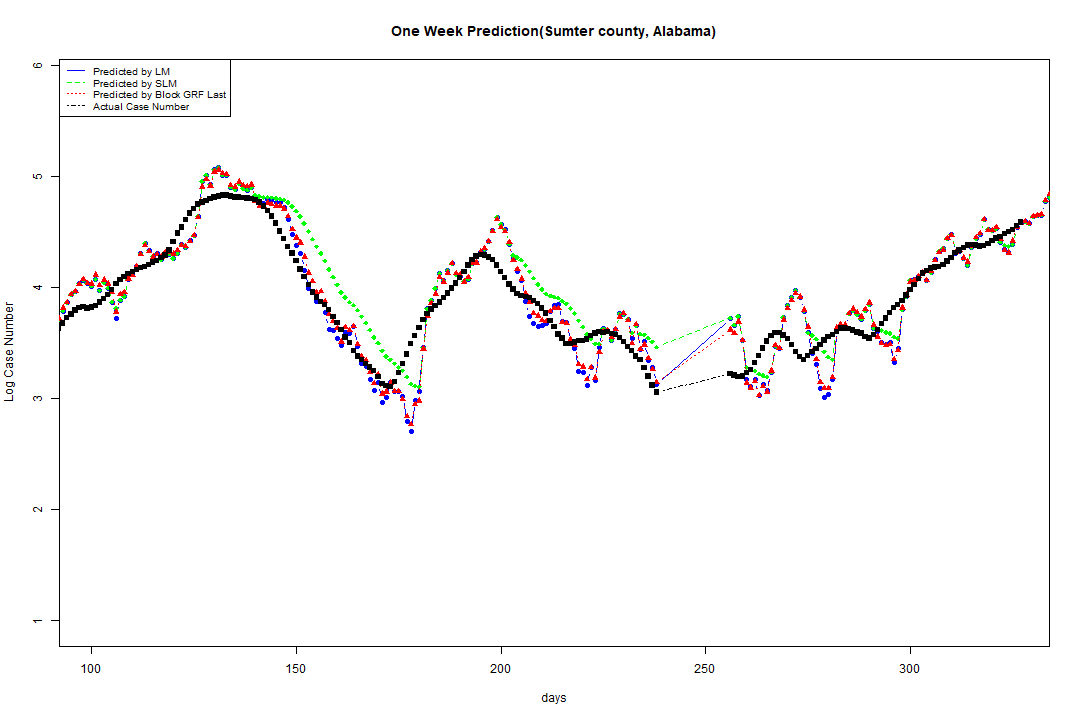 One Week Prediction(Sumter county, Alabama)
Predicted by LM
Predicted by SLM
Predicted by Block GRF Last
Actual Case Number
6
5
4
3
2
1
Log Case Number
100 150 200 250 300
days